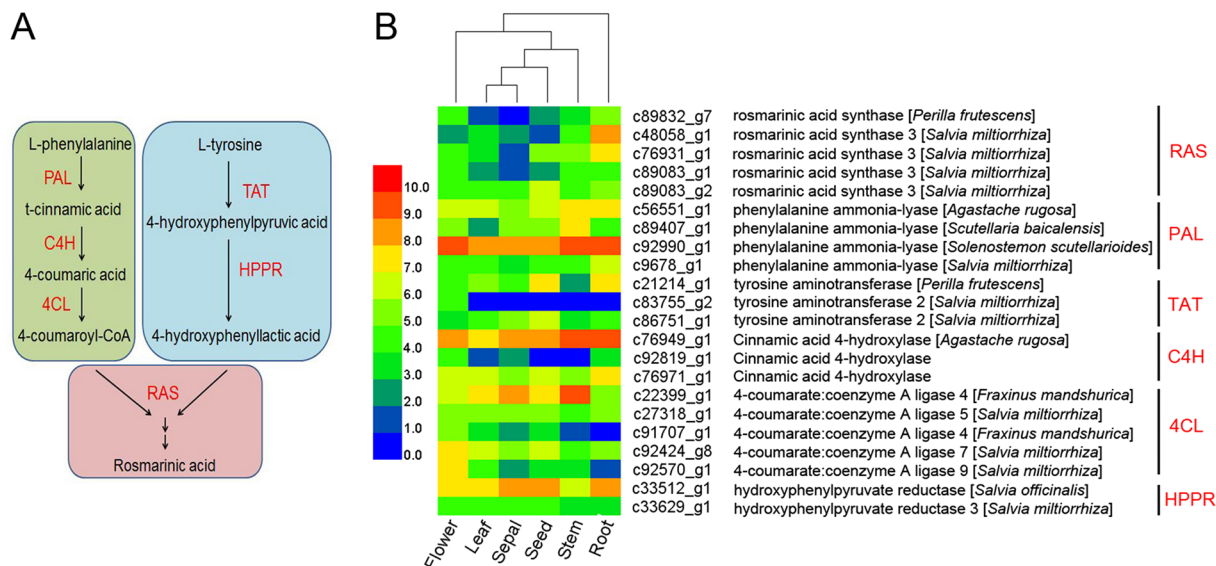 A
L-phenylalanine
PAL
t-cinnamic acid
C4H
4-coumaric acid
4CL
4-coumaroyl-CoA
L-tyrosine
TAT
4-hydroxyphenylpyruvic acid
HPPR
4-hydroxyphenyllactic acid
RAS
Rosmarinic acid
B
10.0
9.0
8.0
7.0
6.0
5.0
4.0
3.0
2.0
1.0
0.0
c89832_g7 rosmarinic acid synthase [Perilla frutescens]
c48058_g1 rosmarinic acid synthase 3 [Salvia miltiorrhiza]
c76931_g1 rosmarinic acid synthase 3 [Salvia miltiorrhiza]
c89083_g1 rosmarinic acid synthase 3 [Salvia miltiorrhiza]
c89083_g2 rosmarinic acid synthase 3 [Salvia miltiorrhiza]
c56551_g1 phenylalanine ammonia-lyase [Agastache rugosa]
c89407_g1 phenylalanine ammonia-lyase [Scutellaria baicalensis]
c92990_g1 phenylalanine ammonia-lyase [Solenostemon scutellarioides]
c9678_g1 phenylalanine ammonia-lyase [Salvia miltiorrhiza]
c21214_g1 tyrosine aminotransferase [Perilla frutescens]
c83755_g2 tyrosine aminotransferase 2 [Salvia miltiorrhiza]
c86751_g1 tyrosine aminotransferase 2 [Salvia miltiorrhiza]
c76949_g1 Cinnamic acid 4-hydroxylase [Agastache rugosa]
c92819_g1 Cinnamic acid 4-hydroxylase
c76971_g1 Cinnamic acid 4-hydroxylase
c22399_g1 4-coumarate:coenzyme A ligase 4 [Fraxinus mandshurica]
c27318_g1 4-coumarate:coenzyme A ligase 5 [Salvia miltiorrhiza]
c91707_g1 4-coumarate:coenzyme A ligase 4 [Fraxinus mandshurica]
c92424_g8 4-coumarate:coenzyme A ligase 7 [Salvia miltiorrhiza]
c92570_g1 4-coumarate:coenzyme A ligase 9 [Salvia miltiorrhiza]
c33512_g1 hydroxyphenylpyruvate reductase [Salvia officinalis]
c33629_g1 hydroxyphenylpyruvate reductase 3 [Salvia miltiorrhiza]
RAS
PAL
TAT
C4H
4CL
HPPR
Flower
Leaf
Sepal
Seed
Stem
Root